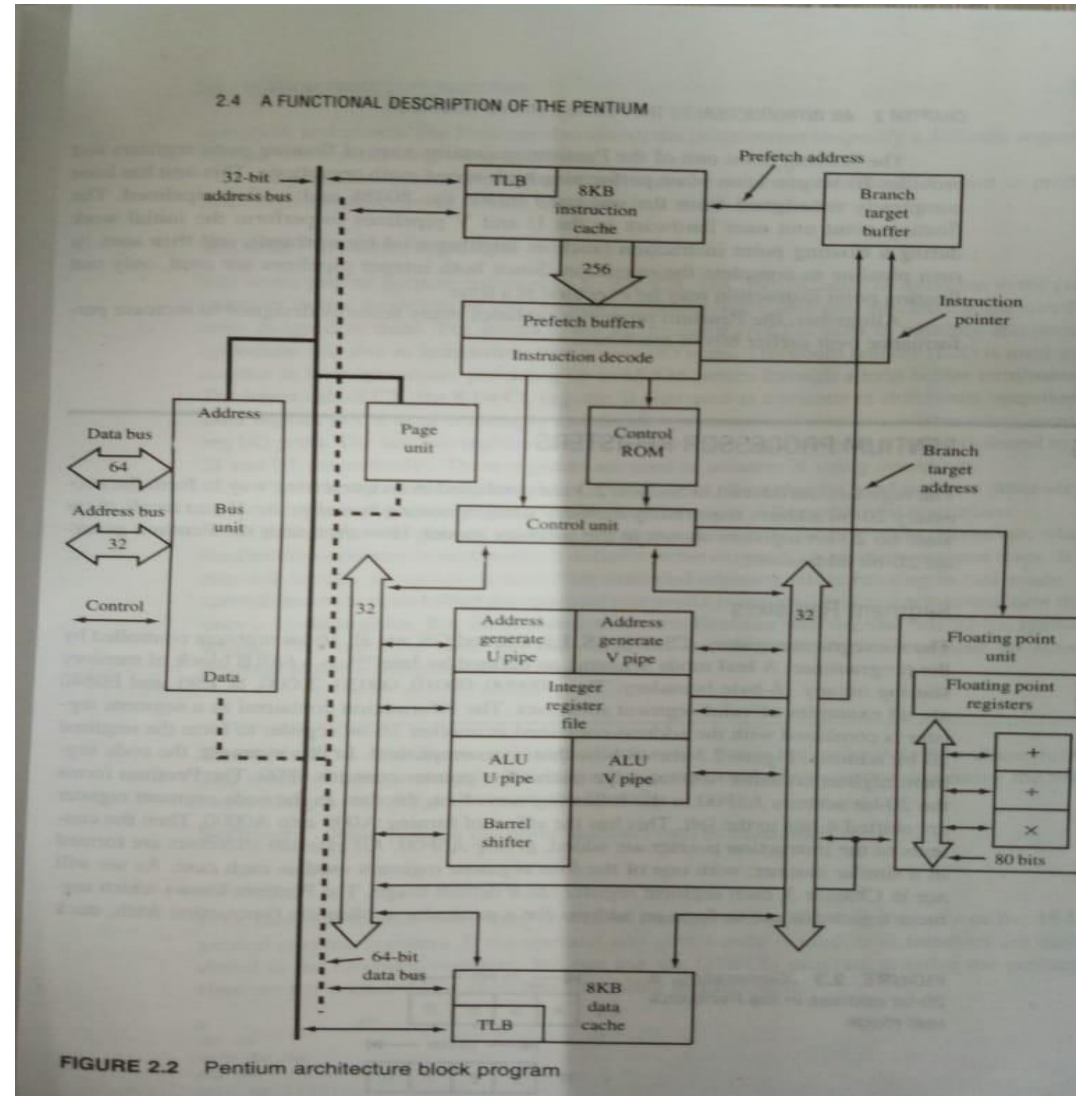 2.4 A FUNCTIONAL DESCRIPTION OF THE PENTIUM
32-bit
address bus
TLB
8KB
instruction
cache
Prefetch address
Branch
target
buffer
256
Prefetch buffers
Instruction decode
Instruction
pointer
Address
Data bus
64
Address bus
32
Bus
unit
Control
Data
Page
unit
Control
ROM
Branch
target
address
Control unit
32
32
Address
generate
U pipe
Address
generate
V pipe
Integer
register
file
ALU
U pipe
ALU
V pipe
Barrel
shifter
Floating point
unit
Floating point
registers
+
×
80 bits
64-bit
data bus
8KB
data
cache
TLB
FIGURE 2.2 Pentium architecture block program